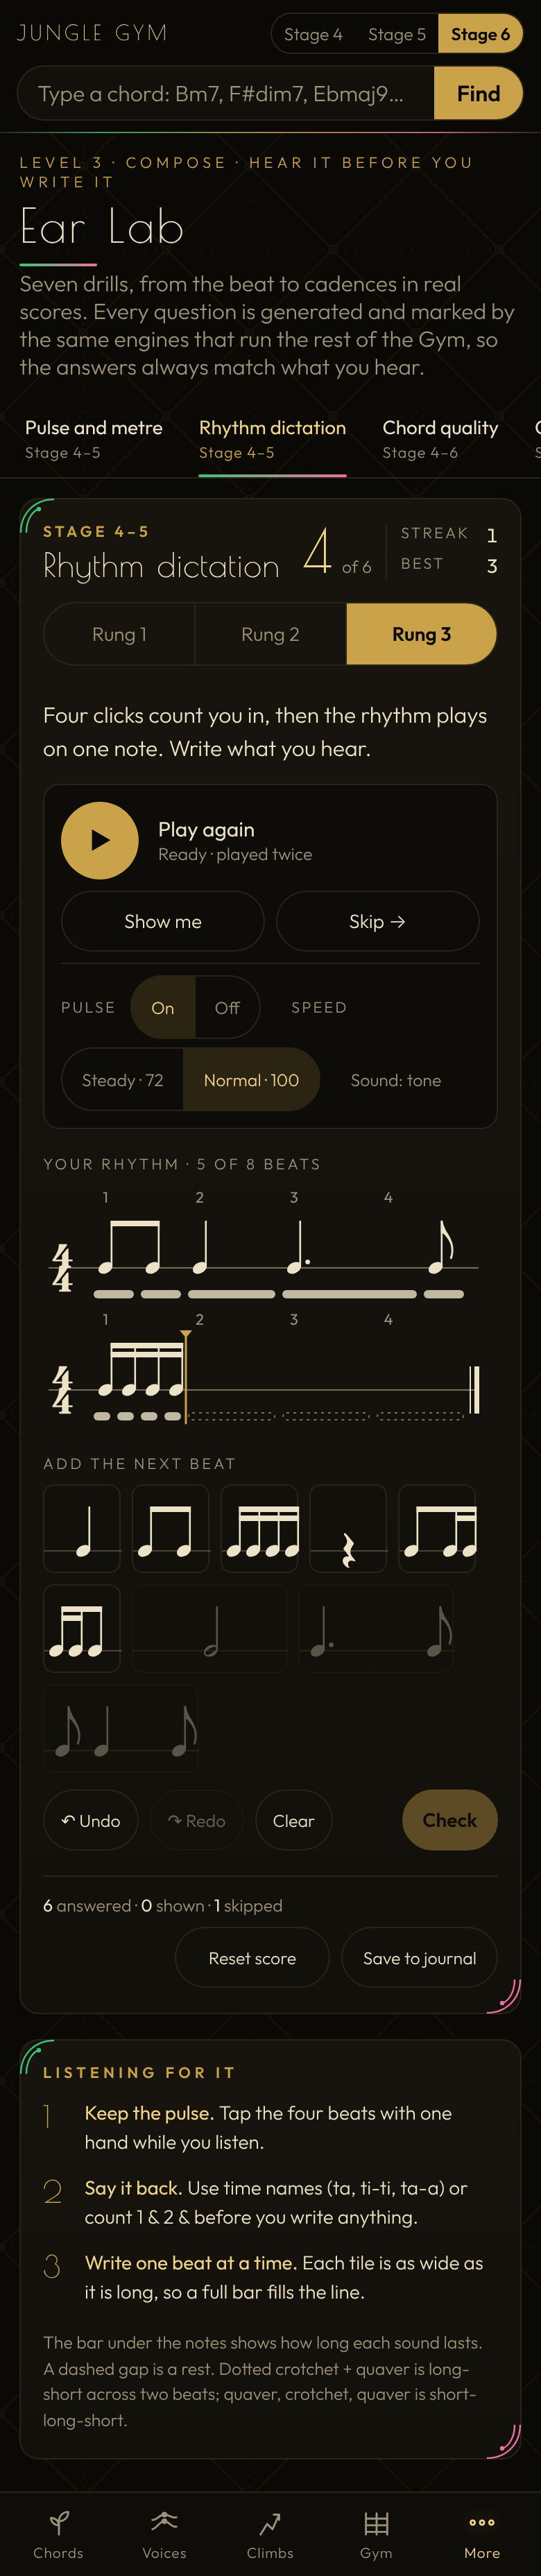 JUNGLE GYM
Stage 4 Stage 5 Stage 6
Type a chord: Bm7, F#dim7, Ebmaj9... Find
LEVEL 3 · COMPOSE · HEAR IT BEFORE YOU
WRITE IT
Ear Lab
Seven drills, from the beat to cadences in real
scores. Every question is generated and marked by
the same engines that run the rest of the Gym, so
the answers always match what you hear.
Pulse and metre Rhythm dictation Chord quality
Stage 4–5 Stage 4–5 Stage 4–6
STAGE 4–5
Rhythm dictation 4 of 6
STREAK 1
BEST 3
Rung 1 Rung 2 Rung 3
Four clicks count you in, then the rhythm plays
on one note. Write what you hear.
Play again
Ready · played twice
Show me Skip →
PULSE On Off SPEED
Steady · 72 Normal · 100 Sound: tone
YOUR RHYTHM · 5 OF 8 BEATS
1 2 3 4
4
4
1 2 3 4
4
4
ADD THE NEXT BEAT
↶ Undo ↷ Redo Clear Check
6 answered · 0 shown · 1 skipped
Reset score Save to journal
LISTENING FOR IT
1 Keep the pulse. Tap the four beats with one
hand while you listen.
2 Say it back. Use time names (ta, ti-ti, ta-a) or
count 1 & 2 & before you write anything.
3 Write one beat at a time. Each tile is as wide as
it is long, so a full bar fills the line.
The bar under the notes shows how long each sound lasts.
A dashed gap is a rest. Dotted crotchet + quaver is long-
short across two beats; quaver, crotchet, quaver is short-
long-short.
Chords Voices Climbs Gym More